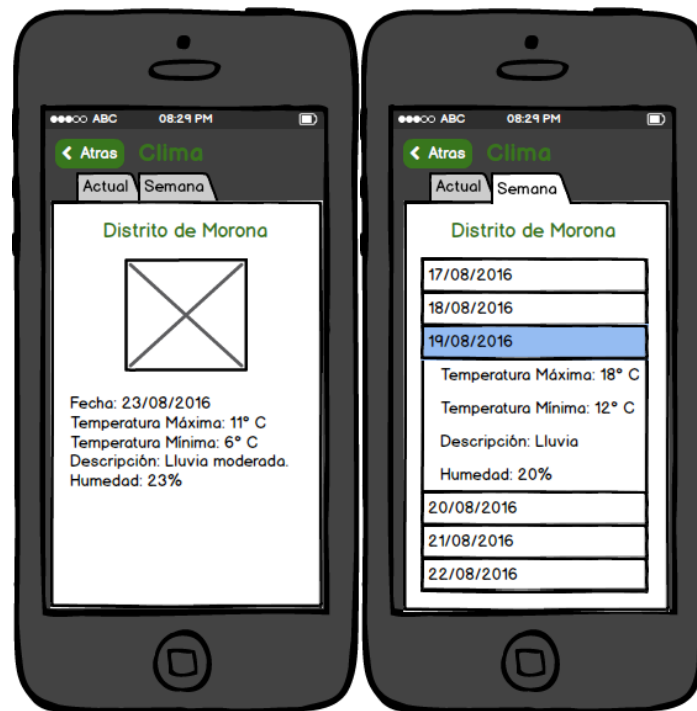 ABC 08:29 PM
Atras Clima
Actual Semana
Distrito de Morona
Fecha: 23/08/2016
Temperatura Máxima: 11° C
Temperatura Mínima: 6° C
Descripción: Lluvia moderada.
Humedad: 23%
ABC 08:29 PM
Atras Clima
Actual Semana
Distrito de Morona
17/08/2016
18/08/2016
19/08/2016
Temperatura Máxima: 18° C
Temperatura Mínima: 12° C
Descripción: Lluvia
Humedad: 20%
20/08/2016
21/08/2016
22/08/2016